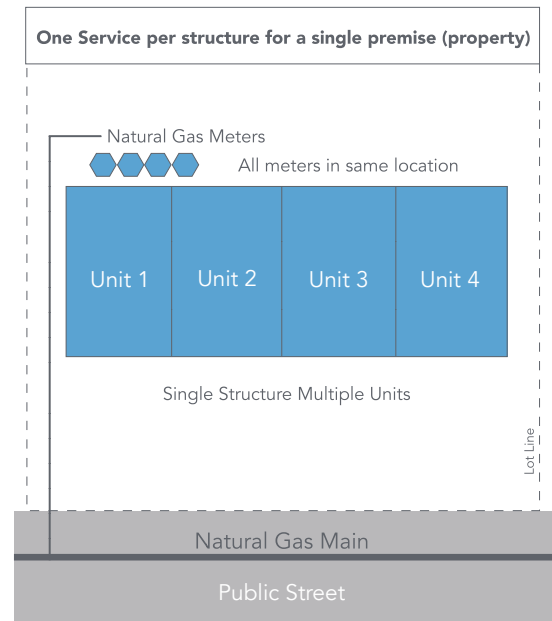 One Service per structure for a single premise (property)
Natural Gas Meters
All meters in same location
Unit 1
Unit 2
Unit 3
Unit 4
Single Structure Multiple Units
Lot Line
Natural Gas Main
Public Street